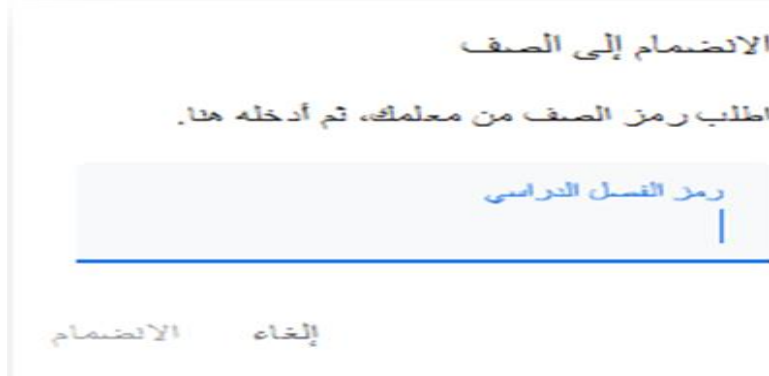 الانضمام إلى الصف
اطلب رمز الصف من معلمك، ثم أدخله هنا.
رمز الفصل الدراسي
إلغاء الانضمام